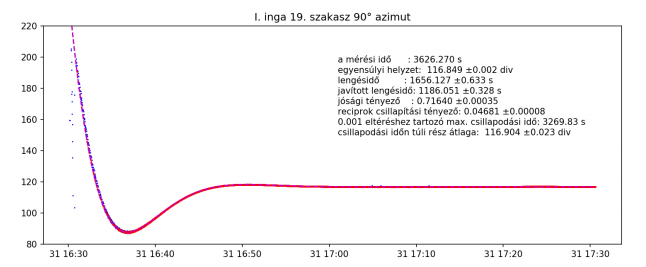 I. inga 19. szakasz 90° azimut
220
200
180
160
140
120
100
80
a mérési idő : 3626.270 s
egyensúlyi helyzet: 116.849 ±0.002 div
lengésidő : 1656.127 ±0.633 s
javított lengésidő: 1186.051 ±0.328 s
jósági tényező : 0.71640 ±0.00035
reciprok csillapítási tényező: 0.04681 ±0.00008
0.001 eltéréshez tartozó max. csillapodási idő: 3269.83 s
csillapodási időn túli rész átlaga: 116.904 ±0.023 div
31 16:30 31 16:40 31 16:50 31 17:00 31 17:10 31 17:20 31 17:30